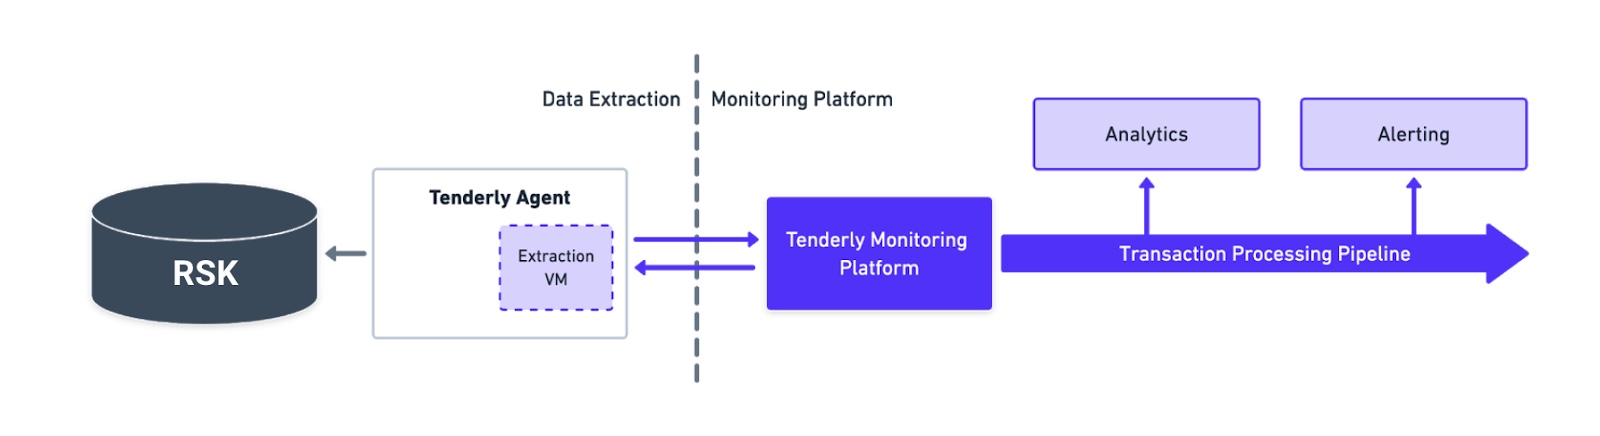 Data Extraction
Monitoring Platform
Analytics
Alerting
Tenderly Agent
Extraction
VM
RSK
Tenderly Monitoring
Platform
Transaction Processing Pipeline